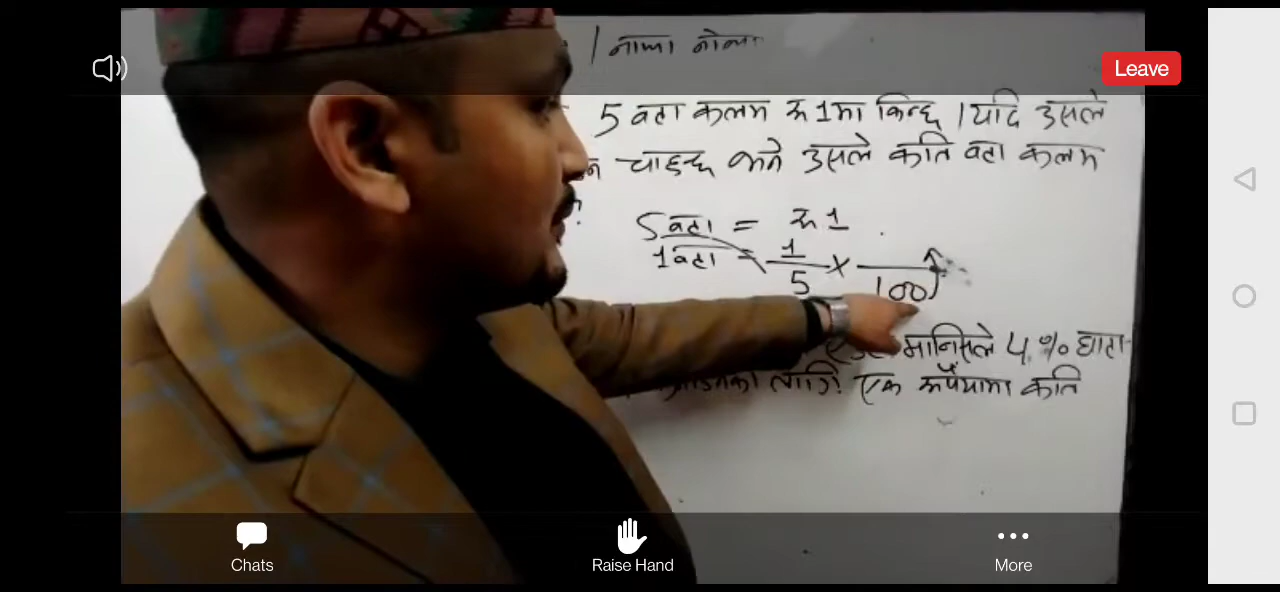 | नाफा नोक्सा
Leave
5 वटा कलम रू 1 मा किन्छ । यदि उसले
न चाहन्छ भने उसले कति वटा कलम
?
5 वटा = रू 1
1 वटा = 1/5 × /100
मानिसले 4 % घाटा
लागि ? एक रूपैयामा कति
Chats
Raise Hand
More